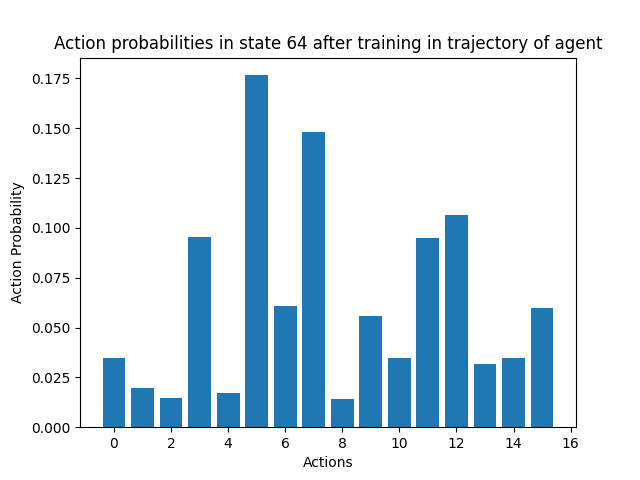 Action probabilities in state 64 after training in trajectory of agent
0.175
0.150
0.125
0.100
0.075
0.050
0.025
0.000
Action Probability
0 2 4 6 8 10 12 14 16
Actions